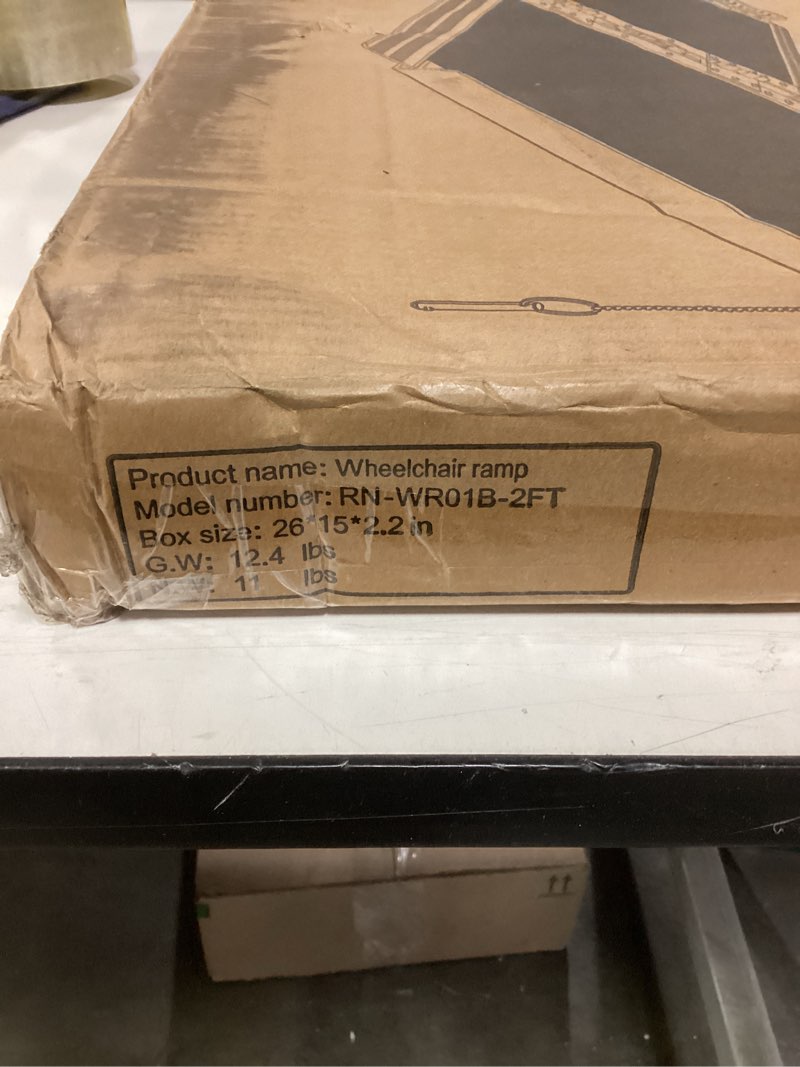 Product name: Wheelchair ramp
Model number: RN-WR01B-2FT
Box size: 26*15*2.2 in
G.W: 12.4 lbs
11 lbs